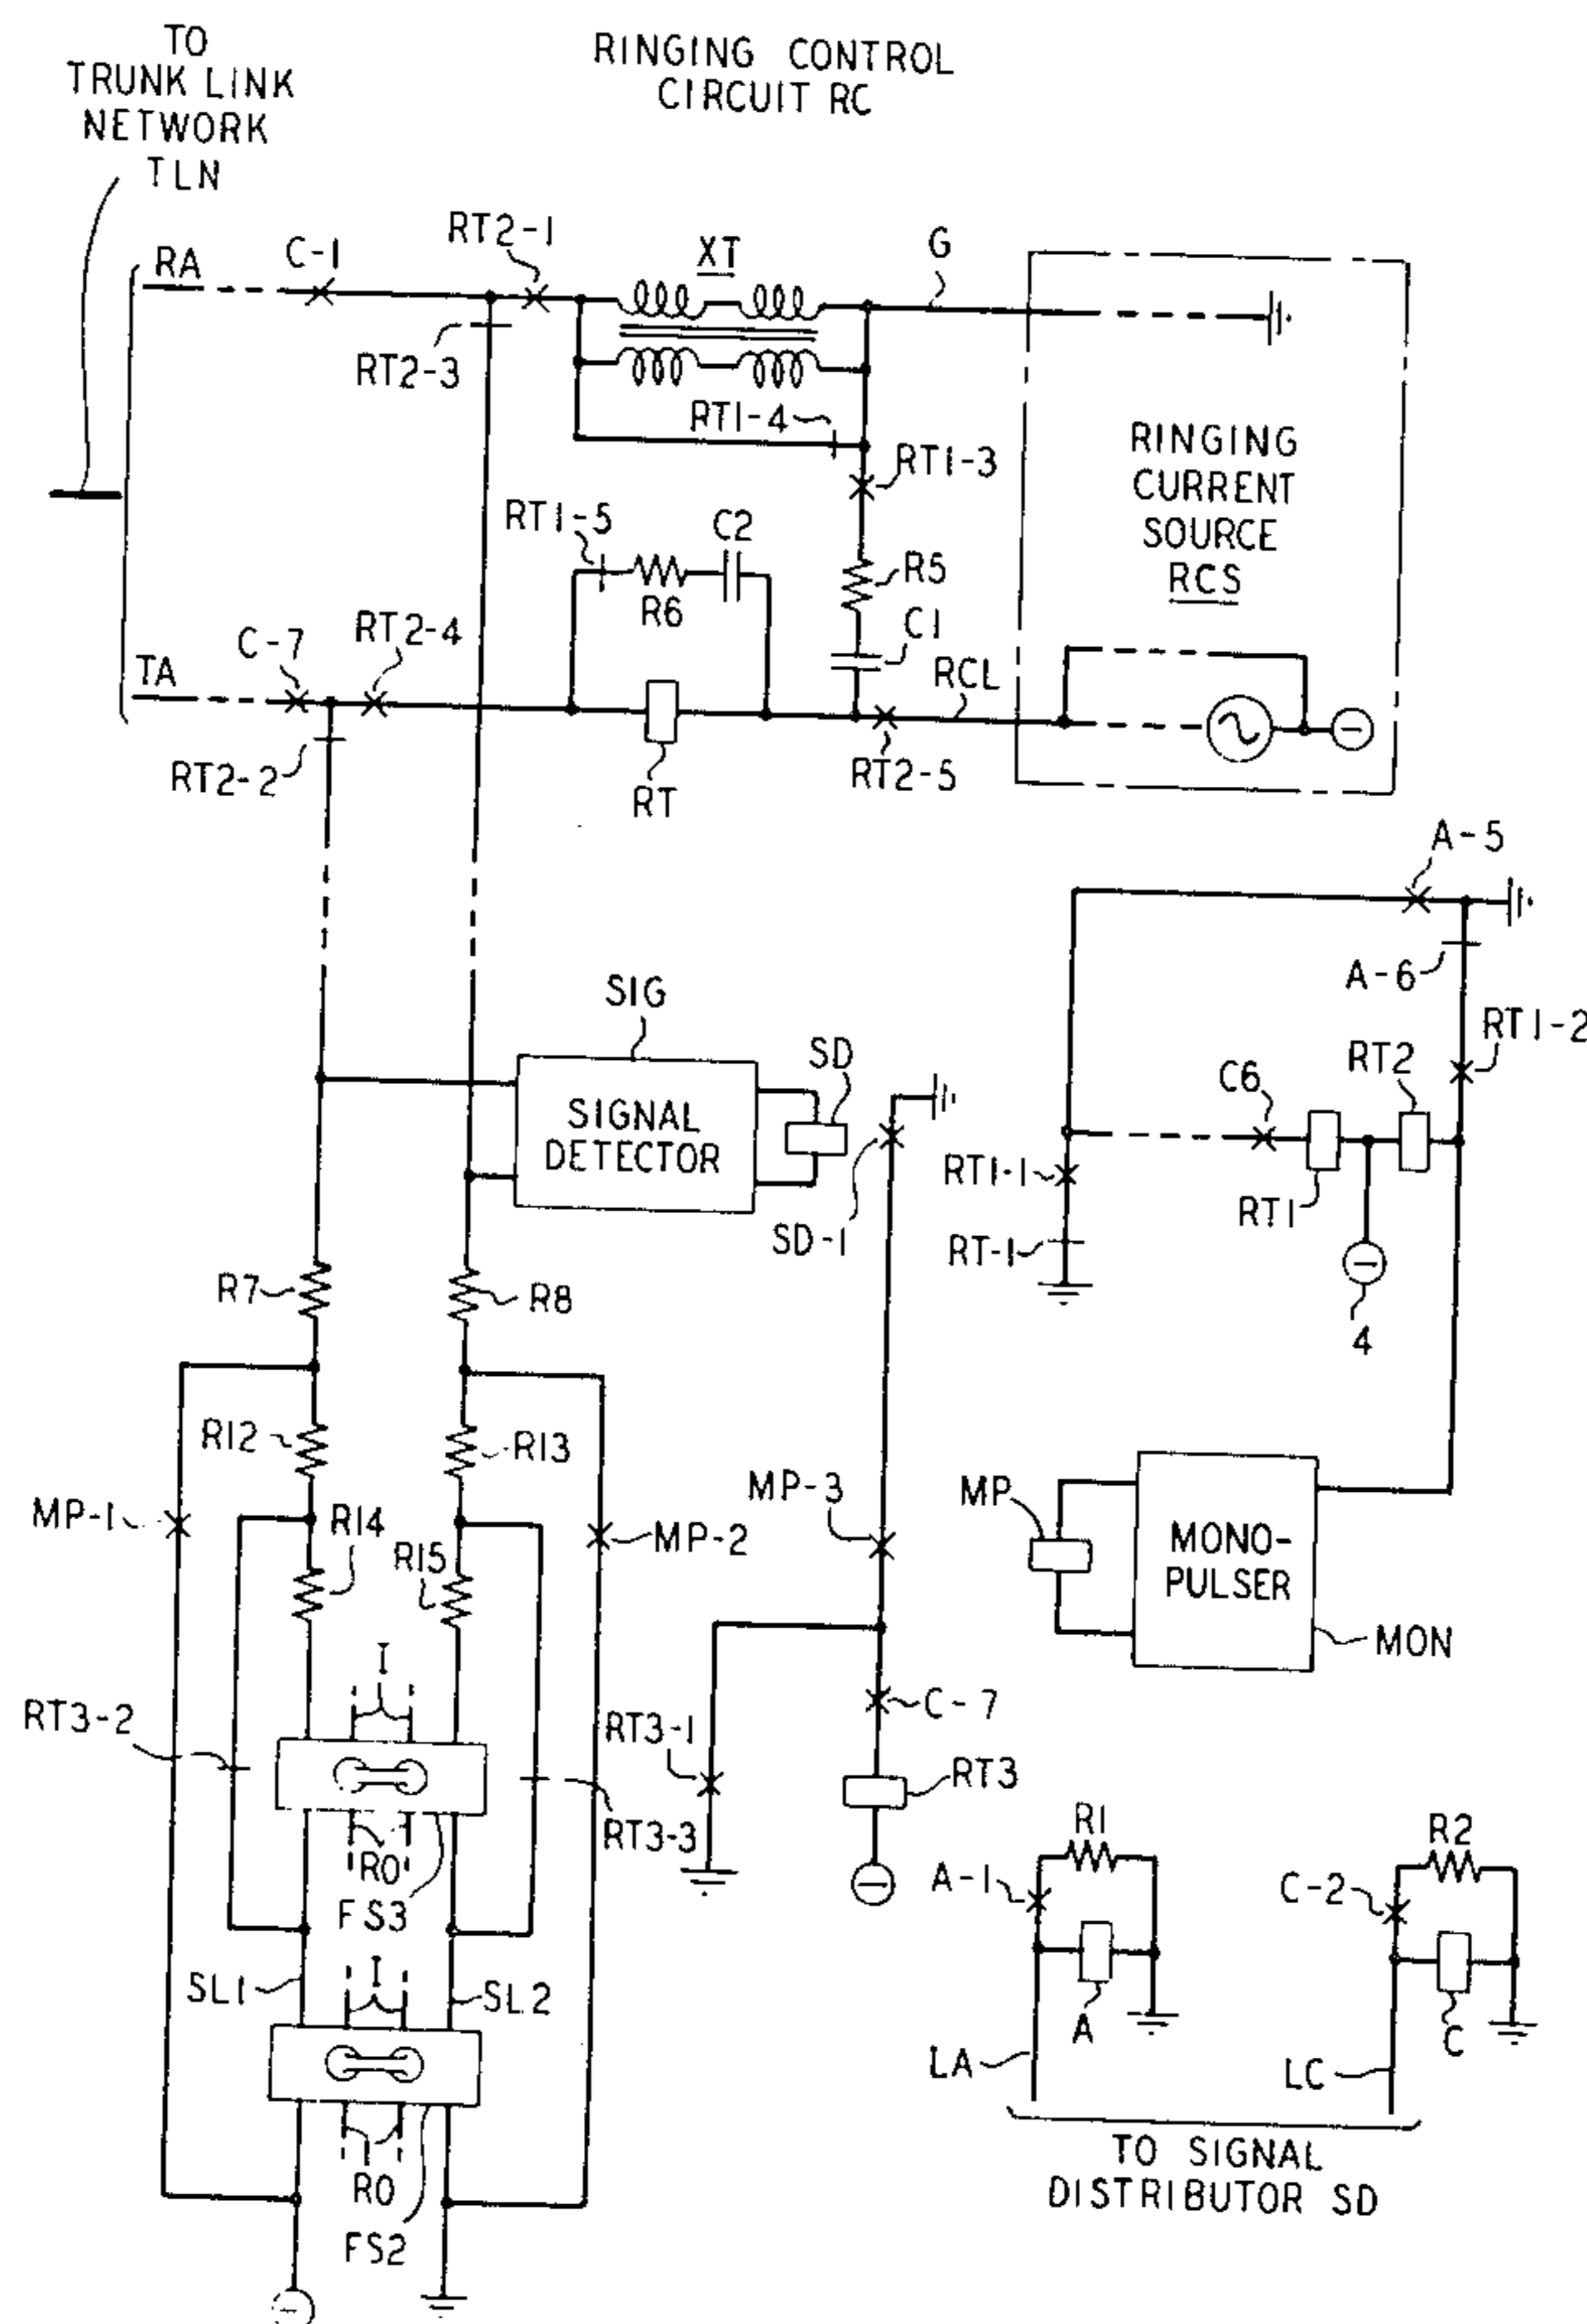 TO
TRUNK LINK
NETWORK
TLN
RINGING CONTROL
CIRCUIT RC
RA
C-1
RT2-1
XT
G
RT2-3
RT1-4
RT1-3
RINGING
CURRENT
SOURCE
RCS
RT1-5
C2
R5
R6
C1
TA
C-7
RT2-4
RCL
RT2-2
RT
RT2-5
A-5
A-6
SIG
SD
RT1-2
SIGNAL
DETECTOR
C6
RT2
RT1-1
SD-1
RT1
RT-1
4
R7
R8
R12
R13
MP-1
R14
R15
MP-2
MP-3
MP
MONO-
PULSER
MON
I
RT3-2
RT3-1
C-7
RT3
RO
RT3-3
FS3
R1
R2
A-1
C-2
SL1
I
SL2
A
C
LA
LC
RO
FS2
TO SIGNAL
DISTRIBUTOR SD